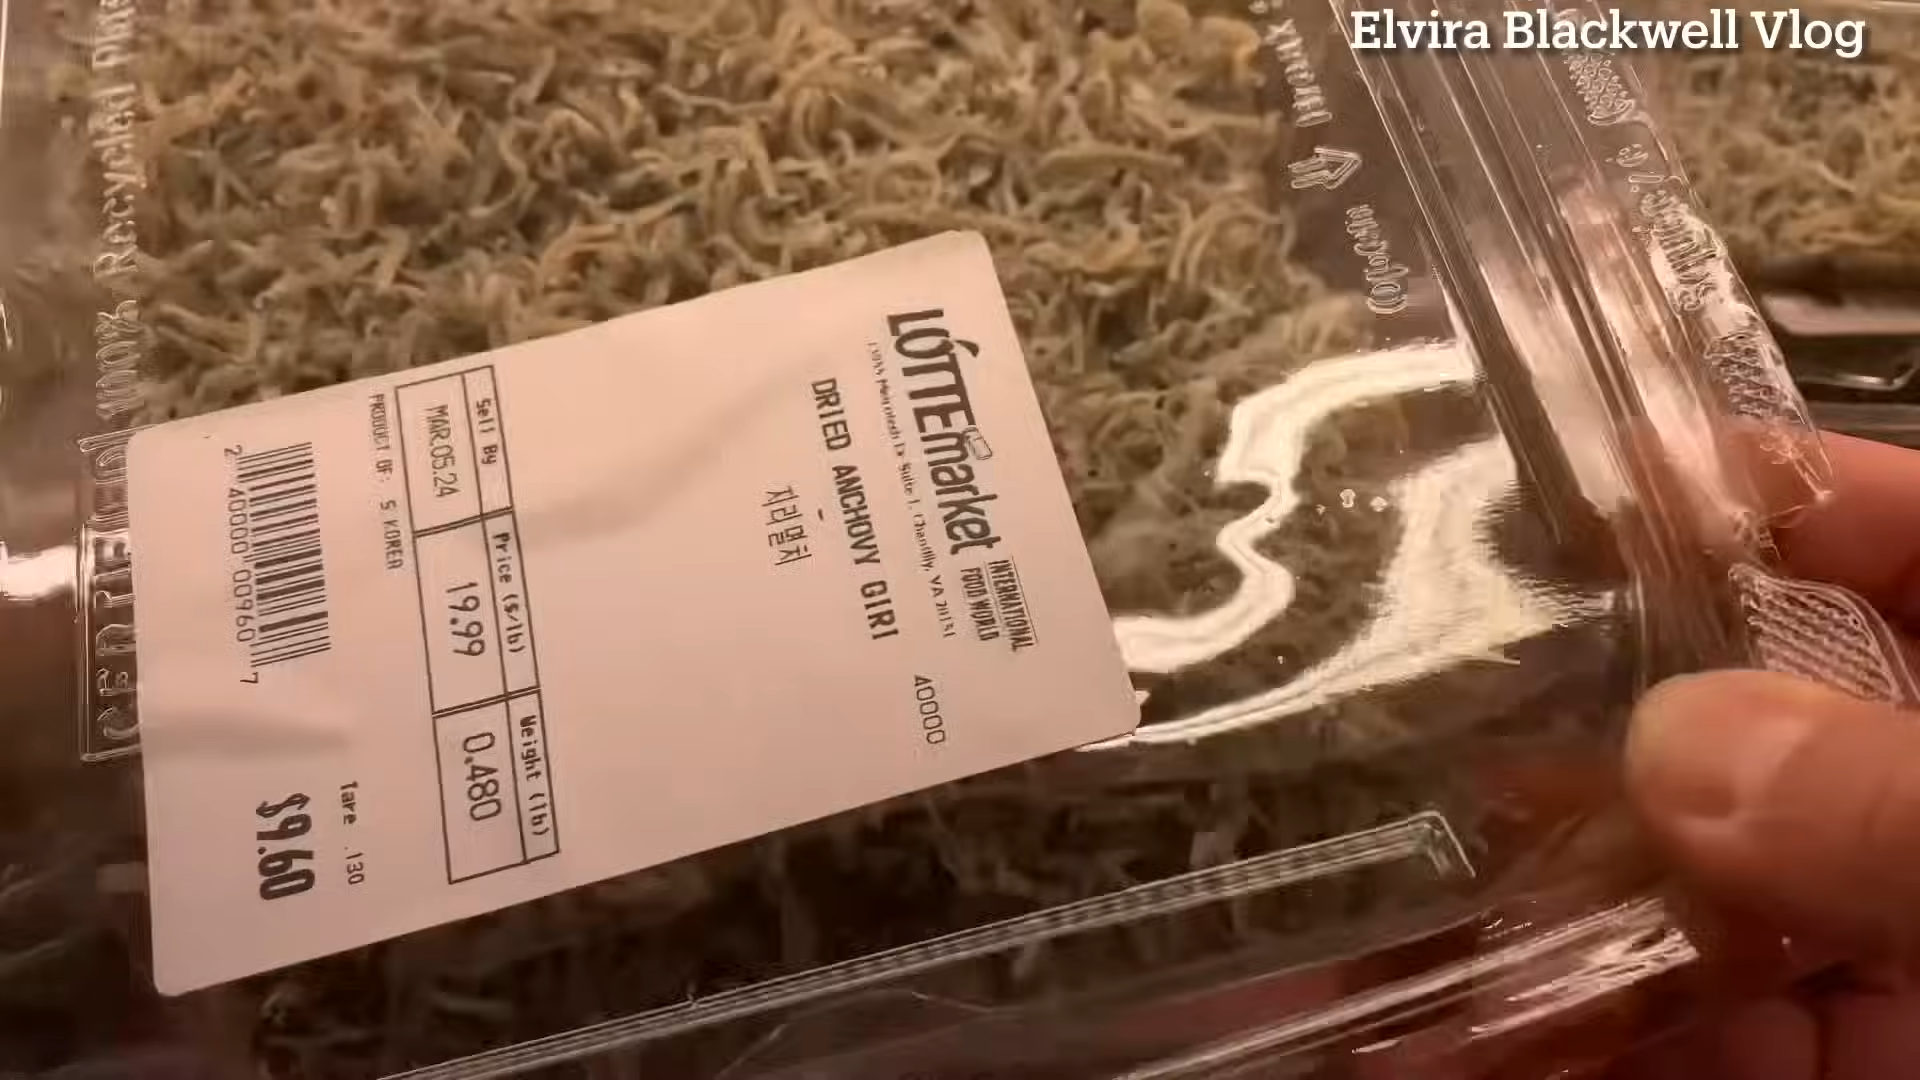 Elvira Blackwell Vlog
LOTTEmarket
INTERNATIONAL
FOOD WORLD
Chantilly, VA 20151
DRIED ANCHOVY GIRI
40000
지리멸치
Sell By
Price ($/lb)
Weight (lb)
MAR.05.24
19.99
0.480
PRODUCT OF: S KOREA
Tare .130
2 40000 00960 7
$9.60
100% Recycled